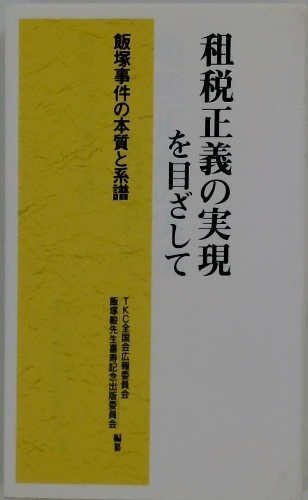 租税正義の実現
を目ざして
飯塚事件の本質と系譜
TKC全国会広報委員会
飯塚毅先生喜寿記念出版委員会
編纂